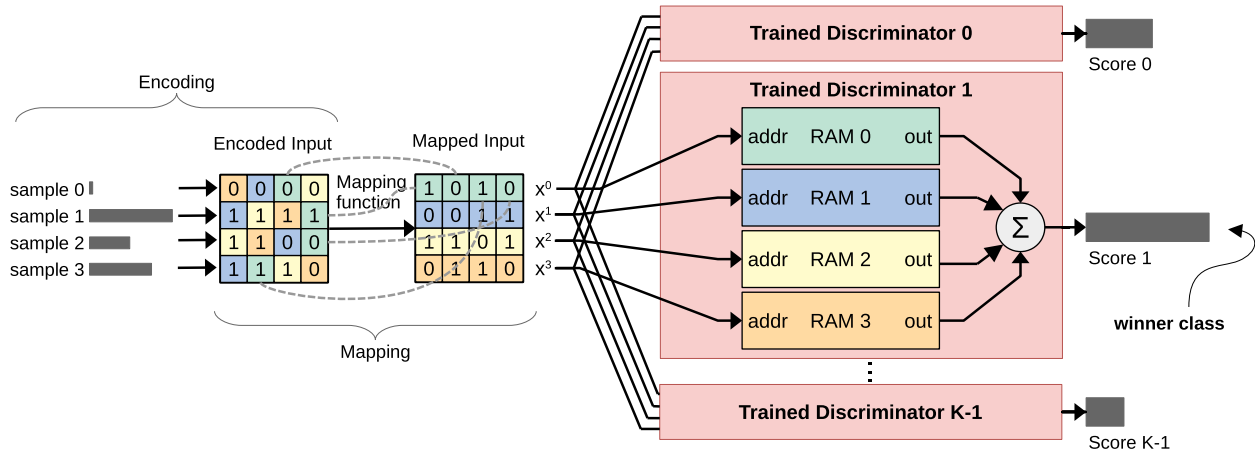 Encoding
Encoded Input
Mapped Input
Mapping
function
sample 0
sample 1
sample 2
sample 3
0 0 0 0
1 1 1 1
1 1 0 0
1 1 1 0
1 0 1 0
0 0 1 1
1 1 0 1
0 1 1 0
x⁰
x¹
x²
x³
Mapping
Trained Discriminator 0
Score 0
Trained Discriminator 1
addr RAM 0 out
addr RAM 1 out
addr RAM 2 out
addr RAM 3 out
Σ
Score 1
winner class
Trained Discriminator K-1
Score K-1